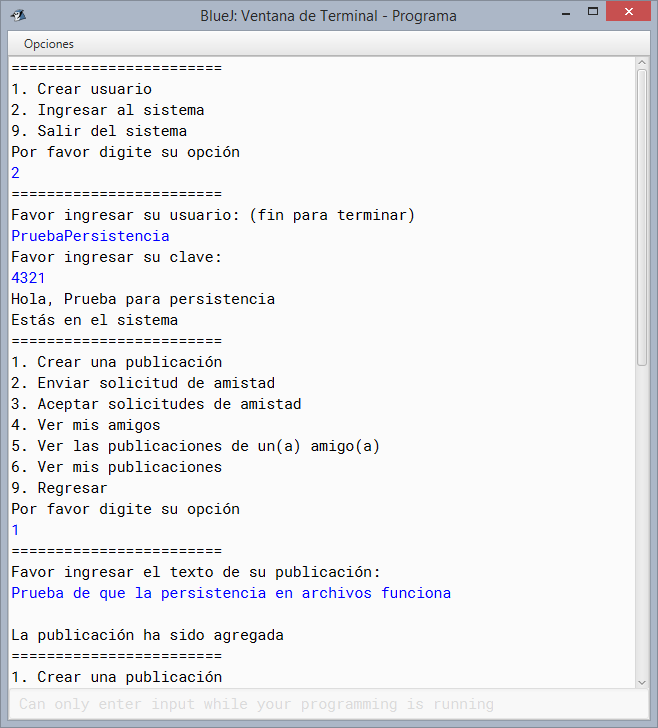 BlueJ: Ventana de Terminal - Programa
Opciones
========================
1. Crear usuario
2. Ingresar al sistema
9. Salir del sistema
Por favor digite su opción
2
========================
Favor ingresar su usuario: (fin para terminar)
PruebaPersistencia
Favor ingresar su clave:
4321
Hola, Prueba para persistencia
Estás en el sistema
========================
1. Crear una publicación
2. Enviar solicitud de amistad
3. Aceptar solicitudes de amistad
4. Ver mis amigos
5. Ver las publicaciones de un(a) amigo(a)
6. Ver mis publicaciones
9. Regresar
Por favor digite su opción
1
========================
Favor ingresar el texto de su publicación:
Prueba de que la persistencia en archivos funciona
La publicación ha sido agregada
========================
1. Crear una publicación
Can only enter input while your programming is running